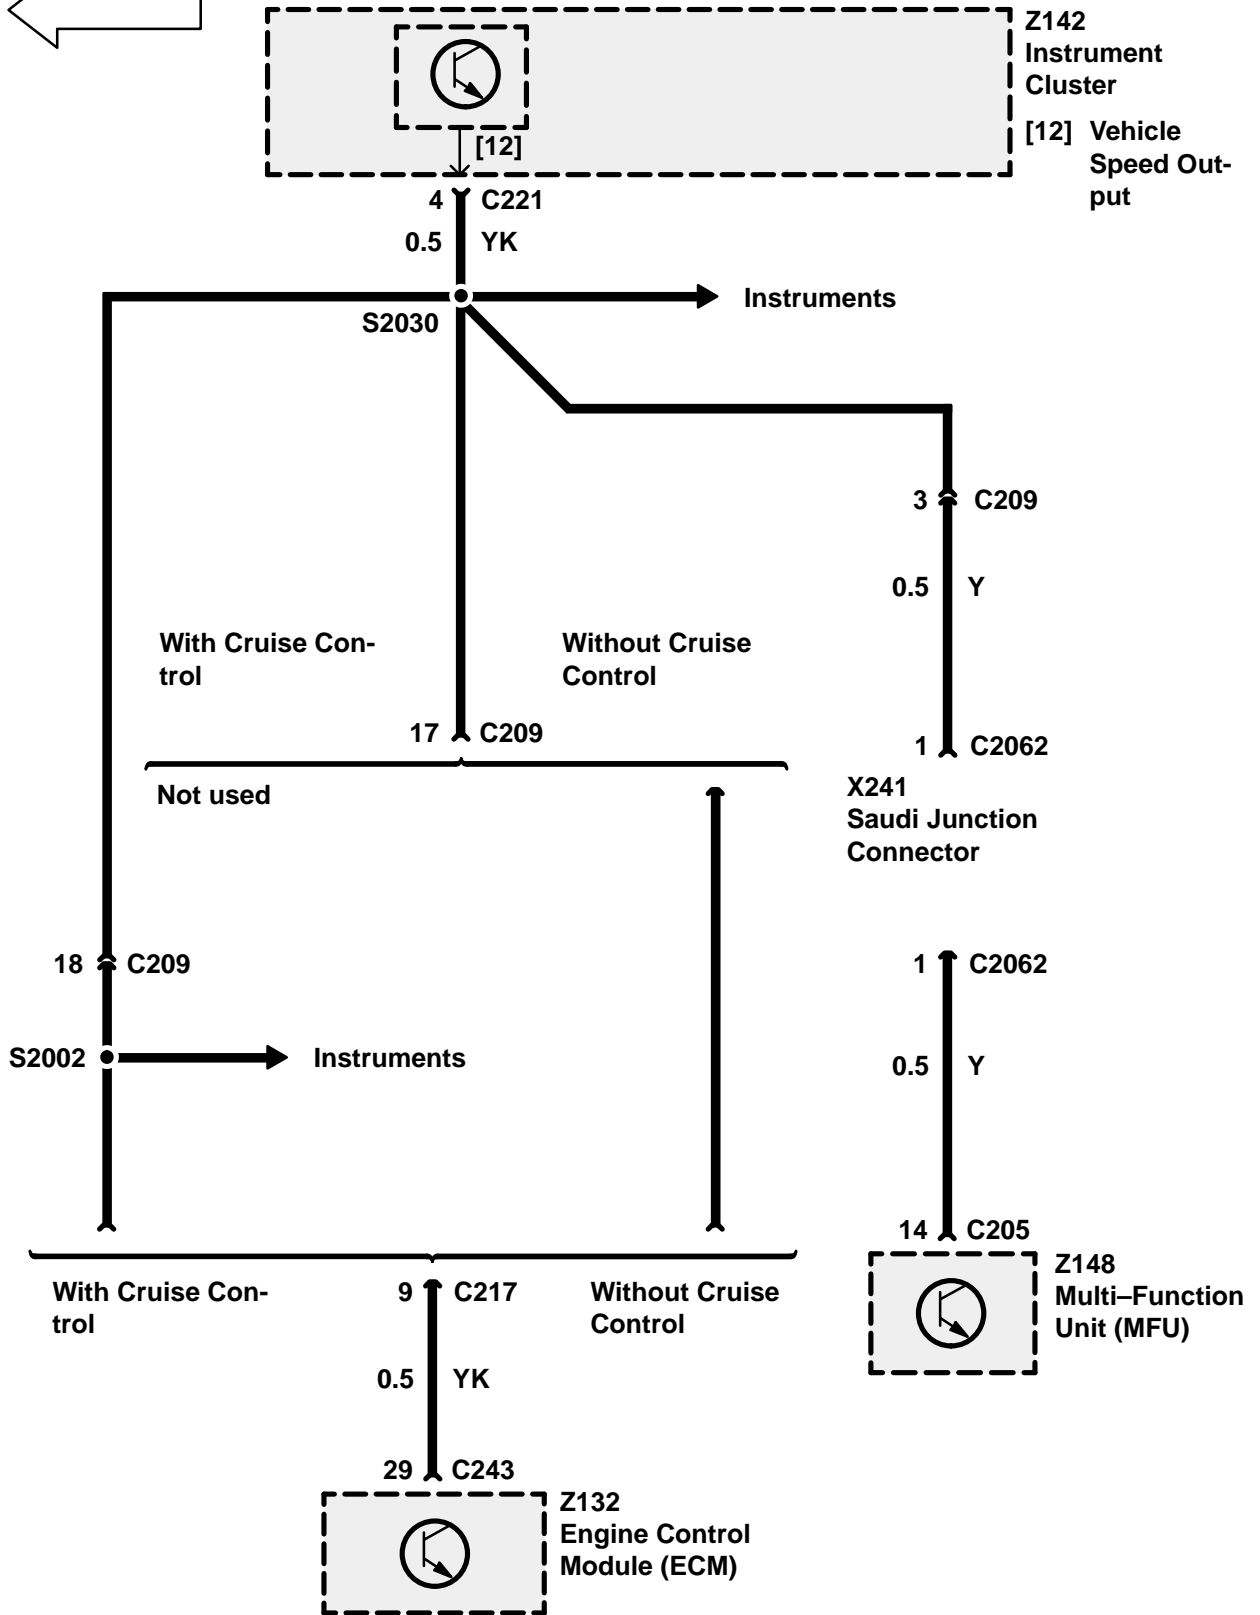 Z142
Instrument
Cluster
[12] Vehicle
Speed Out-
put
[12]
4 C221
0.5 YK
Instruments
S2030
3 C209
0.5 Y
With Cruise Con-
trol
Without Cruise
Control
17 C209
1 C2062
Not used
X241
Saudi Junction
Connector
18 C209
1 C2062
S2002
Instruments
0.5 Y
14 C205
Z148
Multi–Function
Unit (MFU)
With Cruise Con-
trol
9 C217
Without Cruise
Control
0.5 YK
29 C243
Z132
Engine Control
Module (ECM)